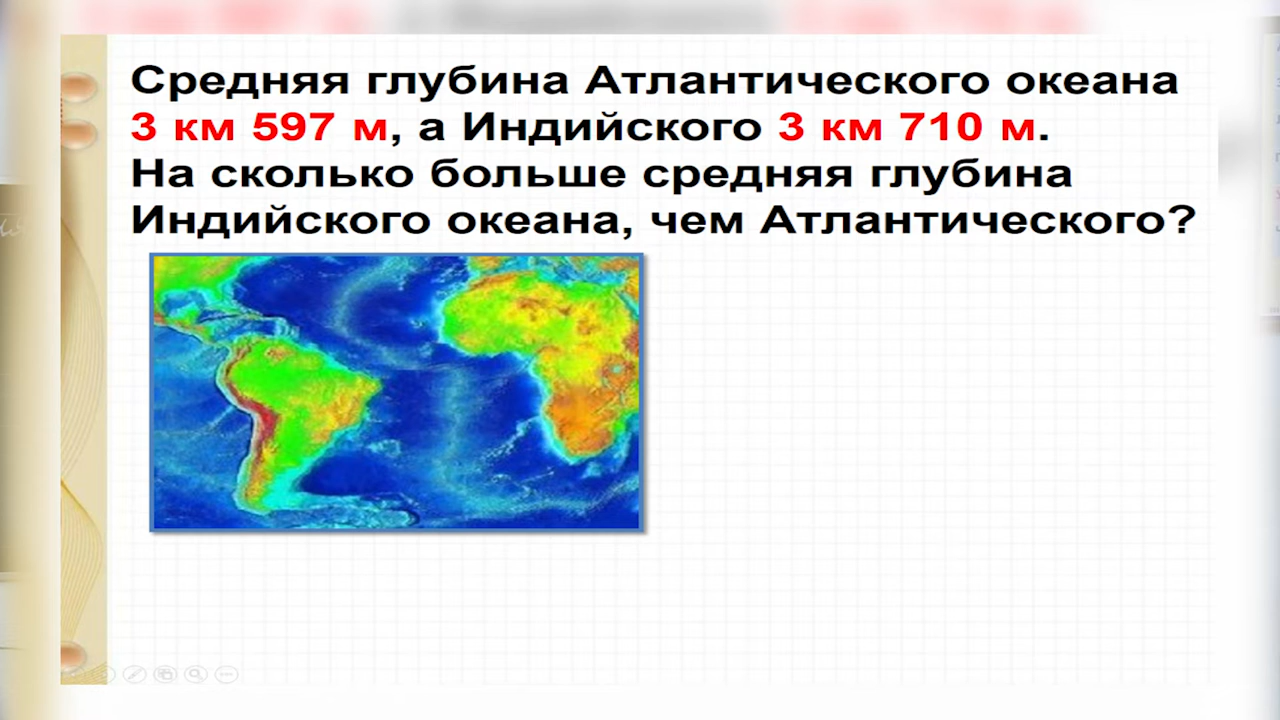 Средняя глубина Атлантического океана
3 км 597 м, а Индийского 3 км 710 м.
На сколько больше средняя глубина
Индийского океана, чем Атлантического?